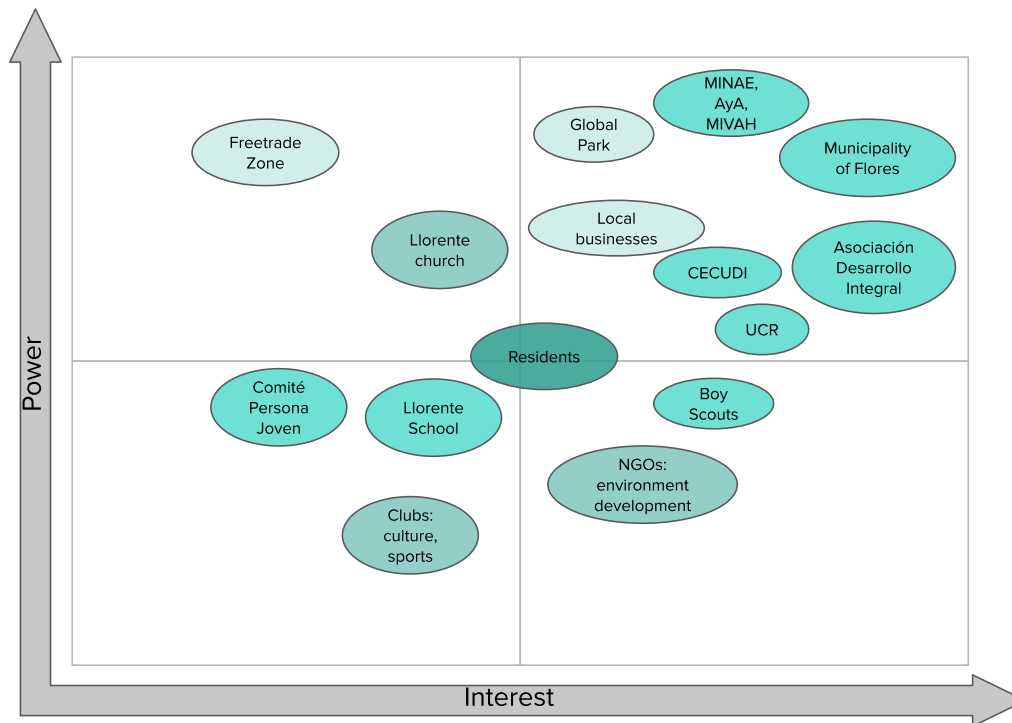 MINAE,
AyA,
MIVAH
Global
Park
Freetrade
Zone
Municipality
of Flores
Local
businesses
Llorente
church
Asociación
Desarrollo
Integral
CECUDI
UCR
Residents
Power
Comité
Persona
Joven
Llorente
School
Boy
Scouts
NGOs:
environment
development
Clubs:
culture,
sports
Interest